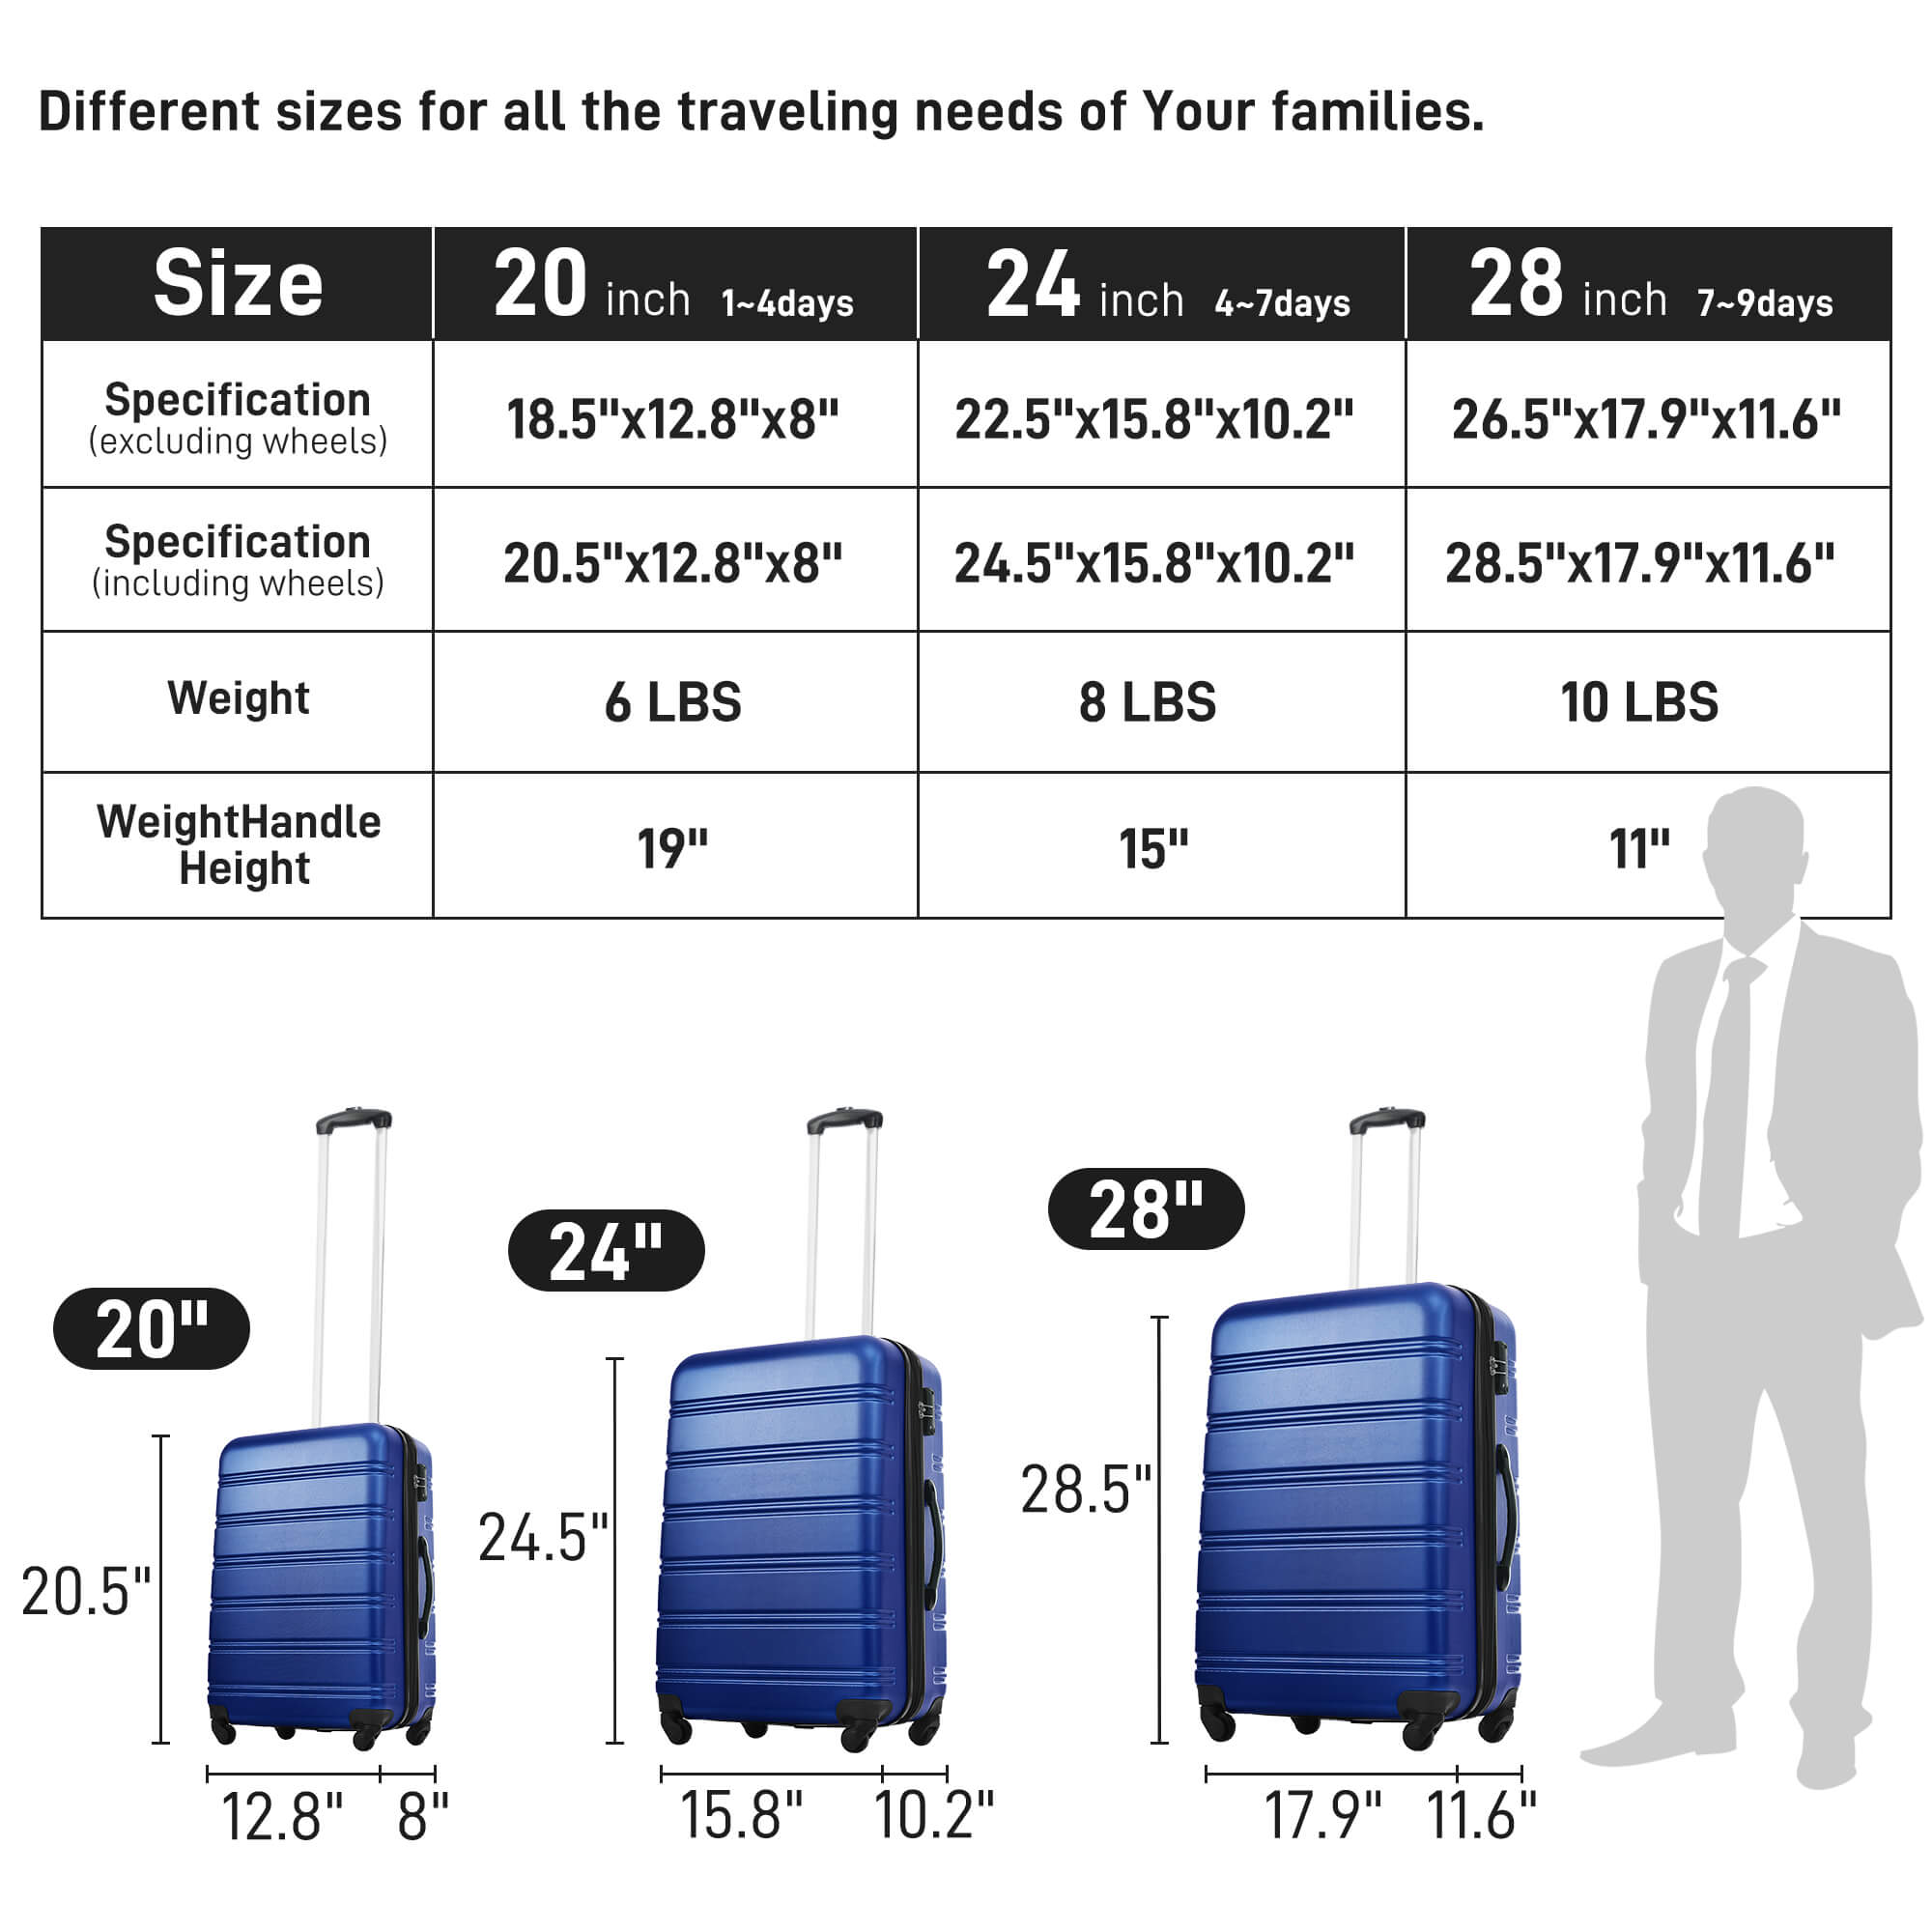 Different sizes for all the traveling needs of Your families.
Size 20 inch 1~4days 24 inch 4~7days 28 inch 7~9days
Specification
(excluding wheels)
18.5"x12.8"x8" 22.5"x15.8"x10.2" 26.5"x17.9"x11.6"
Specification
(including wheels)
20.5"x12.8"x8" 24.5"x15.8"x10.2" 28.5"x17.9"x11.6"
Weight 6 LBS 8 LBS 10 LBS
WeightHandle
Height
19" 15" 11"
20"
24"
28"
20.5"
24.5"
28.5"
12.8" 8" 15.8" 10.2" 17.9" 11.6"